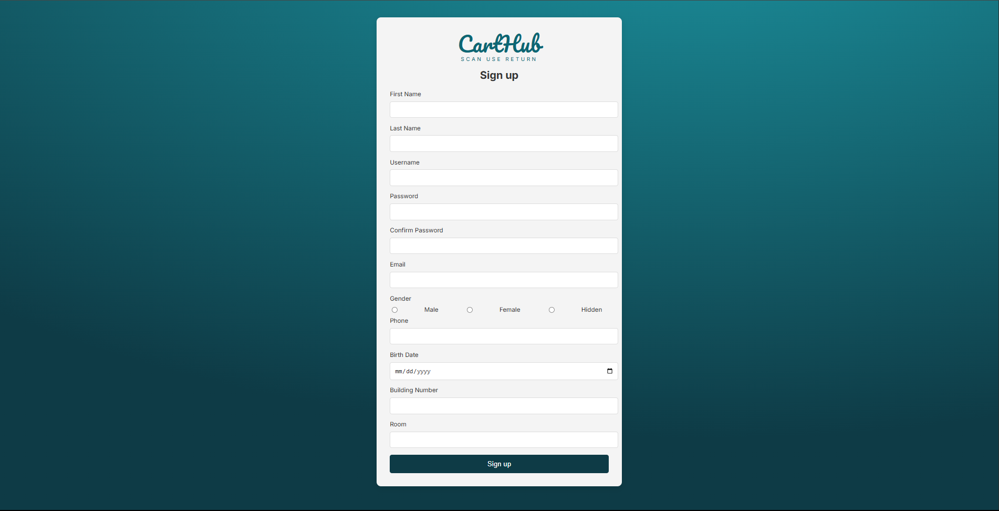 CartHub
SCAN USE RETURN
Sign up
First Name
Last Name
Username
Password
Confirm Password
Email
Gender
Male Female Hidden
Phone
Birth Date
mm/dd/yyyy
Building Number
Room
Sign up